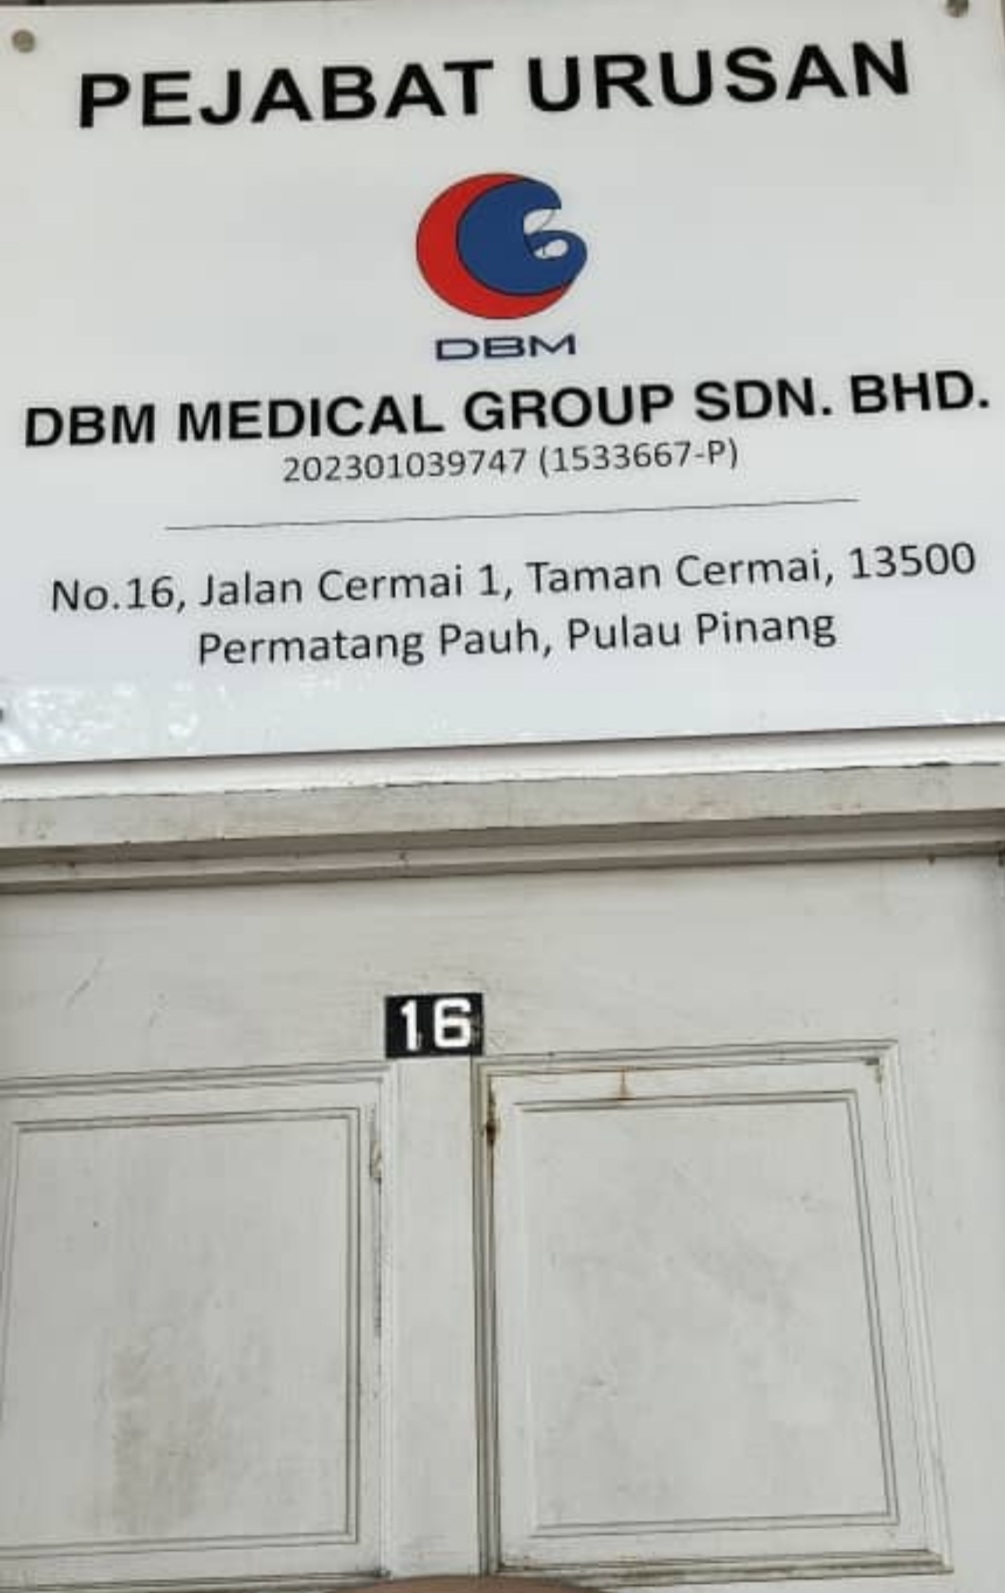 PEJABAT URUSAN
DBM
DBM MEDICAL GROUP SDN. BHD.
202301039747 (1533667-P)
No.16, Jalan Cermai 1, Taman Cermai, 13500
Permatang Pauh, Pulau Pinang
16